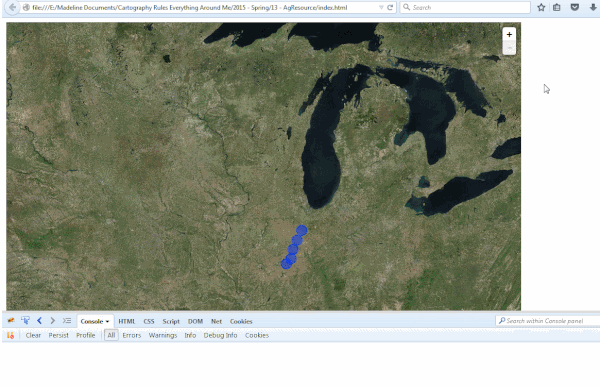 file:///E:/Madeline Documents/Cartography Rules Everything Around Me/2015 - Spring/13 - AgResource/index.html Search
+
−
Console HTML CSS Script DOM Net Cookies Search within Console panel
Clear Persist Profile All Errors Warnings Info Debug Info Cookies